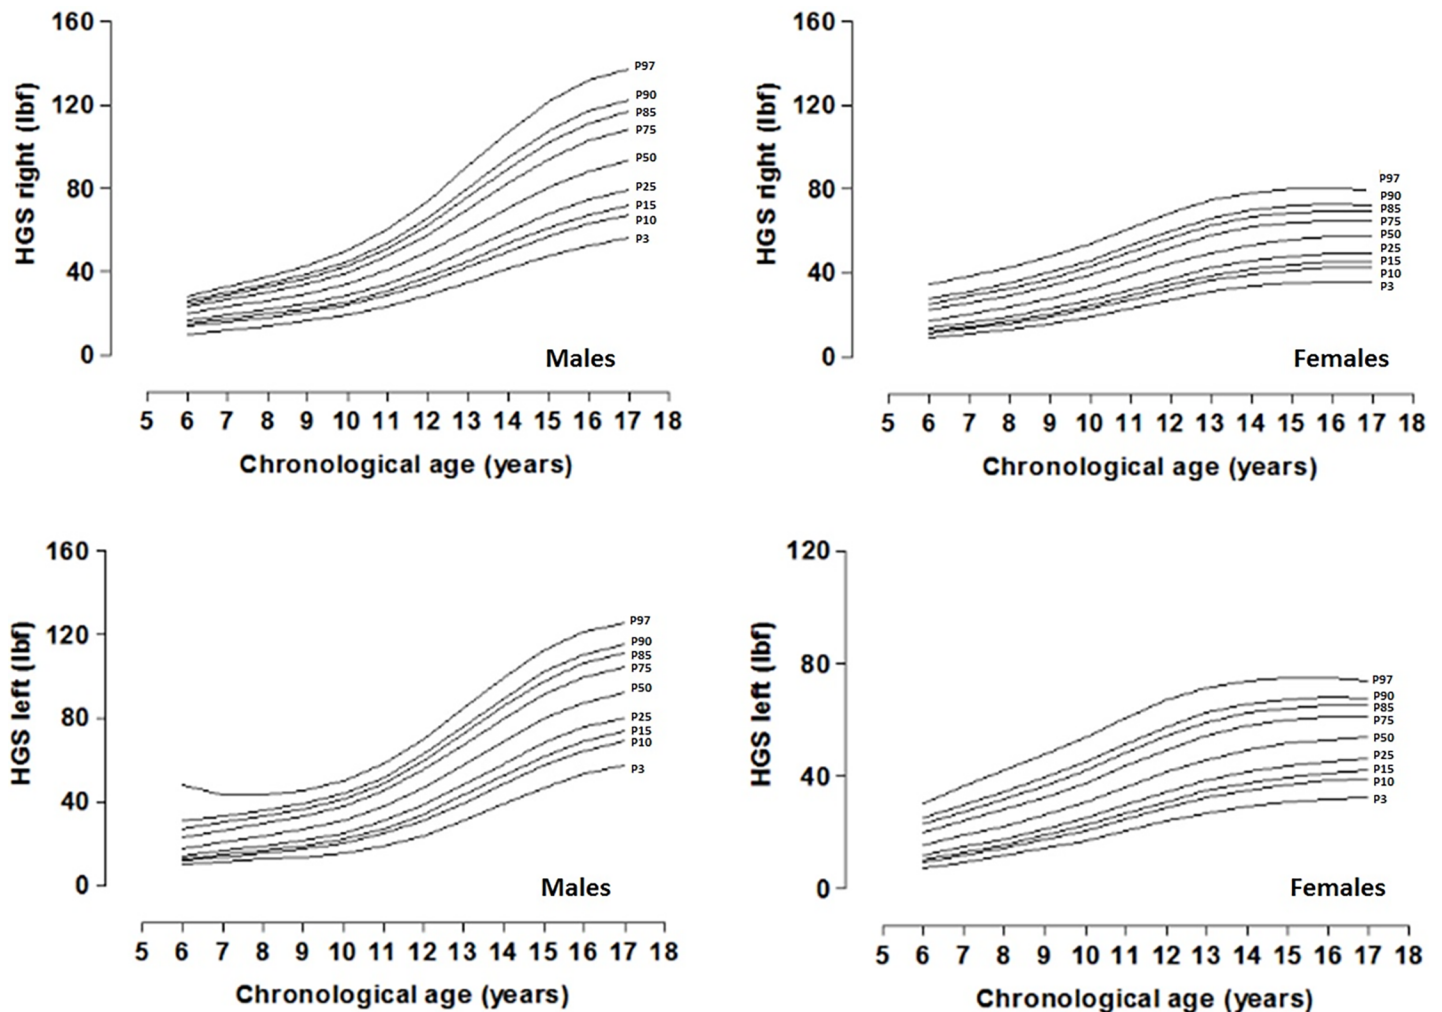 160
120
80
40
0
HGS right (lbf)
P97
P90
P85
P75
P50
P25
P15
P10
P3
Males
5 6 7 8 9 10 11 12 13 14 15 16 17 18
Chronological age (years)
160
120
80
40
0
HGS right (lbf)
P97
P90
P85
P75
P50
P25
P15
P10
P3
Females
5 6 7 8 9 10 11 12 13 14 15 16 17 18
Chronological age (years)
160
120
80
40
0
HGS left (lbf)
P97
P90
P85
P75
P50
P25
P15
P10
P3
Males
5 6 7 8 9 10 11 12 13 14 15 16 17 18
Chronological age (years)
120
80
40
0
HGS left (lbf)
P97
P90
P85
P75
P50
P25
P15
P10
P3
Females
5 6 7 8 9 10 11 12 13 14 15 16 17 18
Chronological age (years)